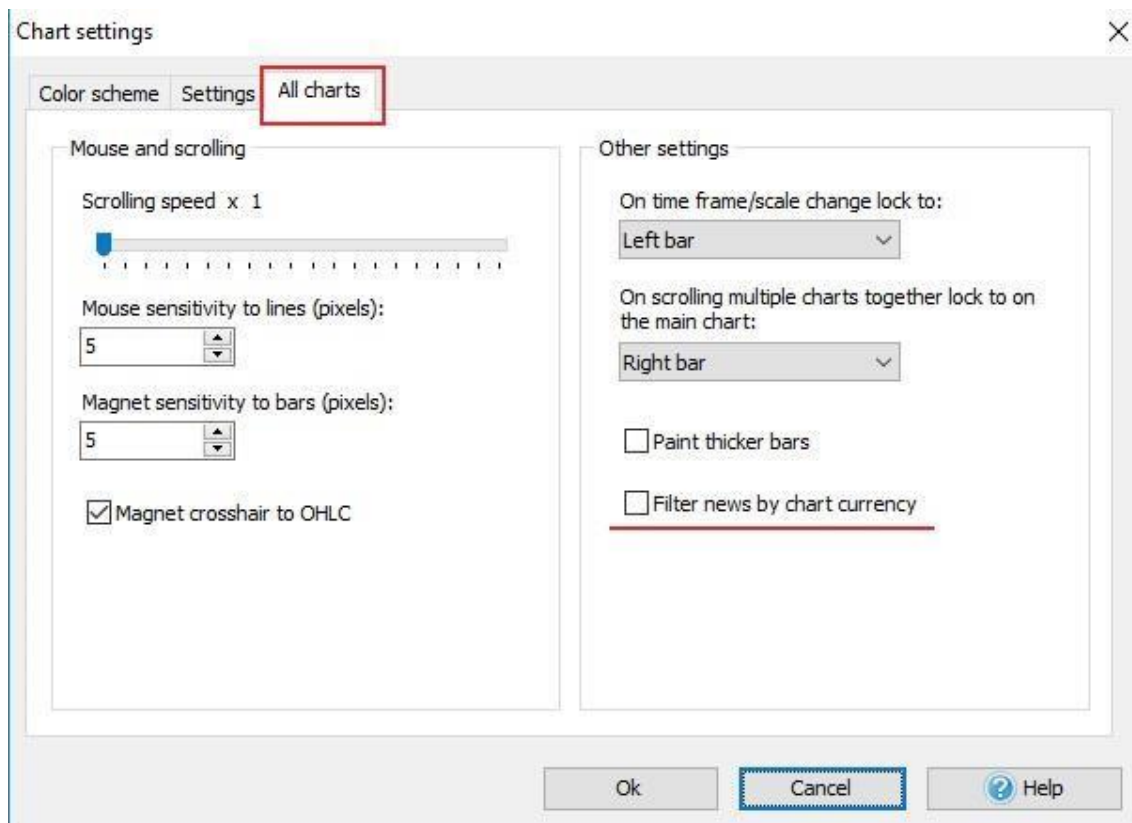 Chart settings
Color scheme Settings All charts
Mouse and scrolling
Scrolling speed x 1
Mouse sensitivity to lines (pixels):
5
Magnet sensitivity to bars (pixels):
5
Magnet crosshair to OHLC
Other settings
On time frame/scale change lock to:
Left bar
On scrolling multiple charts together lock to on
the main chart:
Right bar
Paint thicker bars
Filter news by chart currency
Ok Cancel ? Help